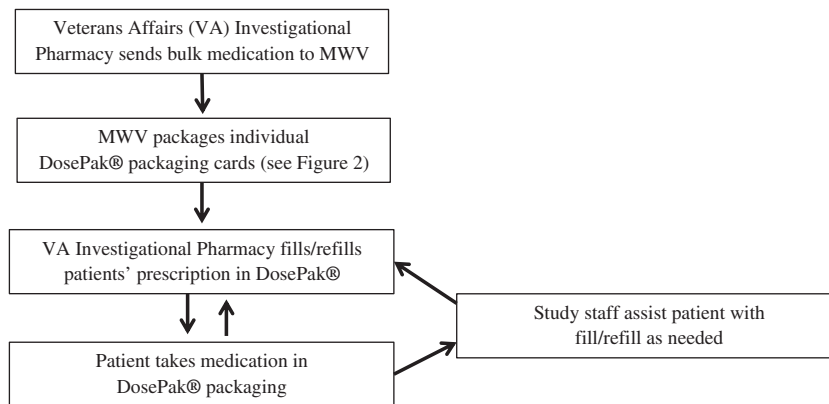 Veterans Affairs (VA) Investigational
Pharmacy sends bulk medication to MWV
MWV packages individual
DosePak® packaging cards (see Figure 2)
VA Investigational Pharmacy fills/refills
patients’ prescription in DosePak®
Study staff assist patient with
fill/refill as needed
Patient takes medication in
DosePak® packaging